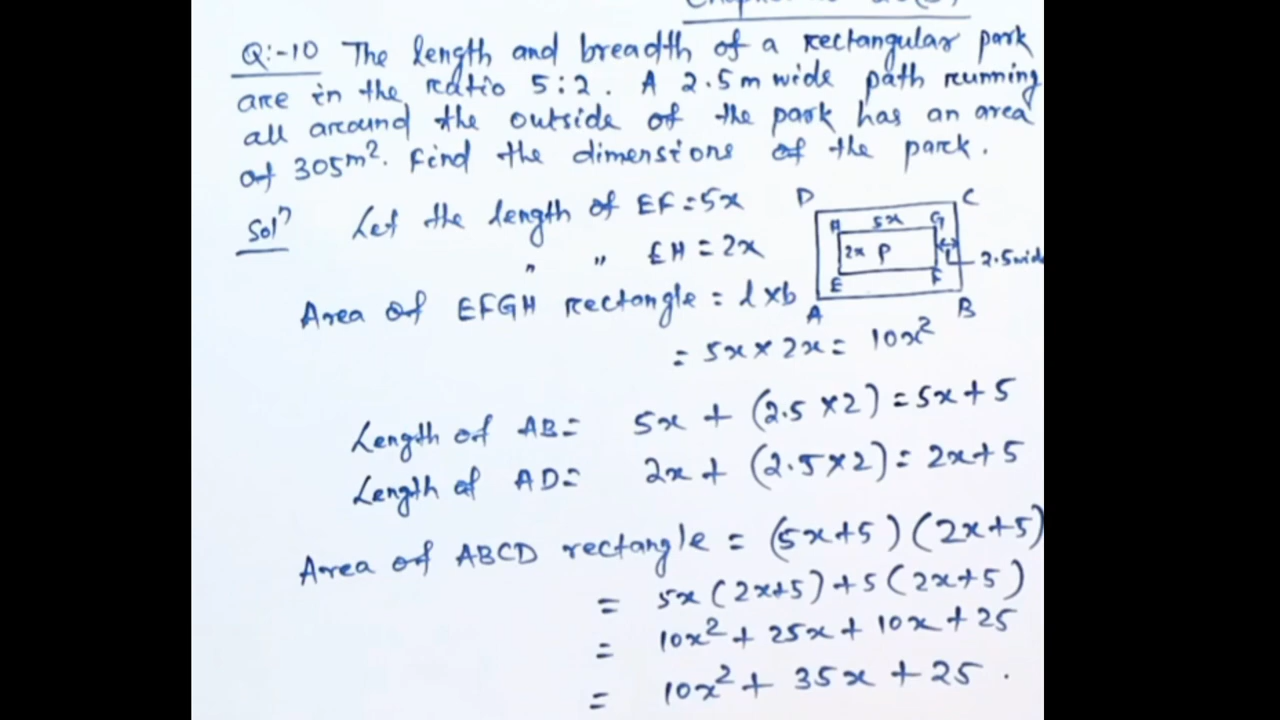 Q:-10 The length and breadth of a rectangular park
are in the ratio 5:2. A 2.5m wide path running
all around the outside of the park has an area
of 305m². Find the dimensions of the park.
Solⁿ Let the length of EF = 5x
" " EH = 2x
D C
H 5x G
2x P
2.5wid
E F
A B
Area of EFGH rectangle = l×b
= 5x × 2x = 10x²
Length of AB = 5x + (2.5×2) = 5x+5
Length of AD = 2x + (2.5×2) = 2x+5
Area of ABCD rectangle = (5x+5)(2x+5)
= 5x(2x+5)+5(2x+5)
= 10x² + 25x + 10x + 25
= 10x² + 35x + 25.